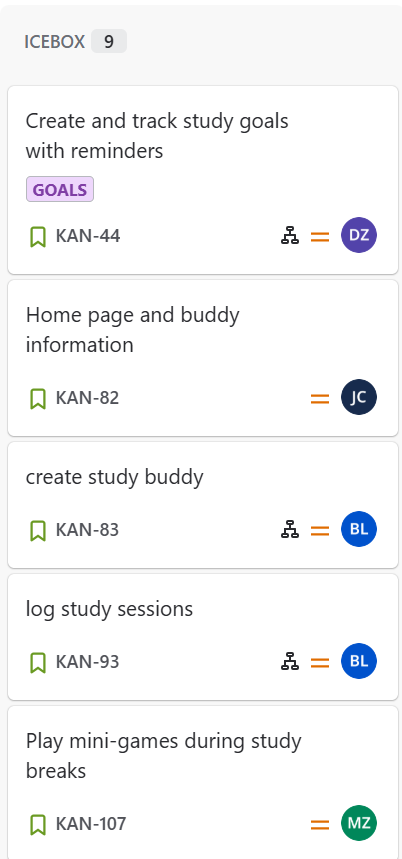 ICEBOX 9
Create and track study goals
with reminders
GOALS
KAN-44 DZ
Home page and buddy
information
KAN-82 JC
create study buddy
KAN-83 BL
log study sessions
KAN-93 BL
Play mini-games during study
breaks
KAN-107 MZ